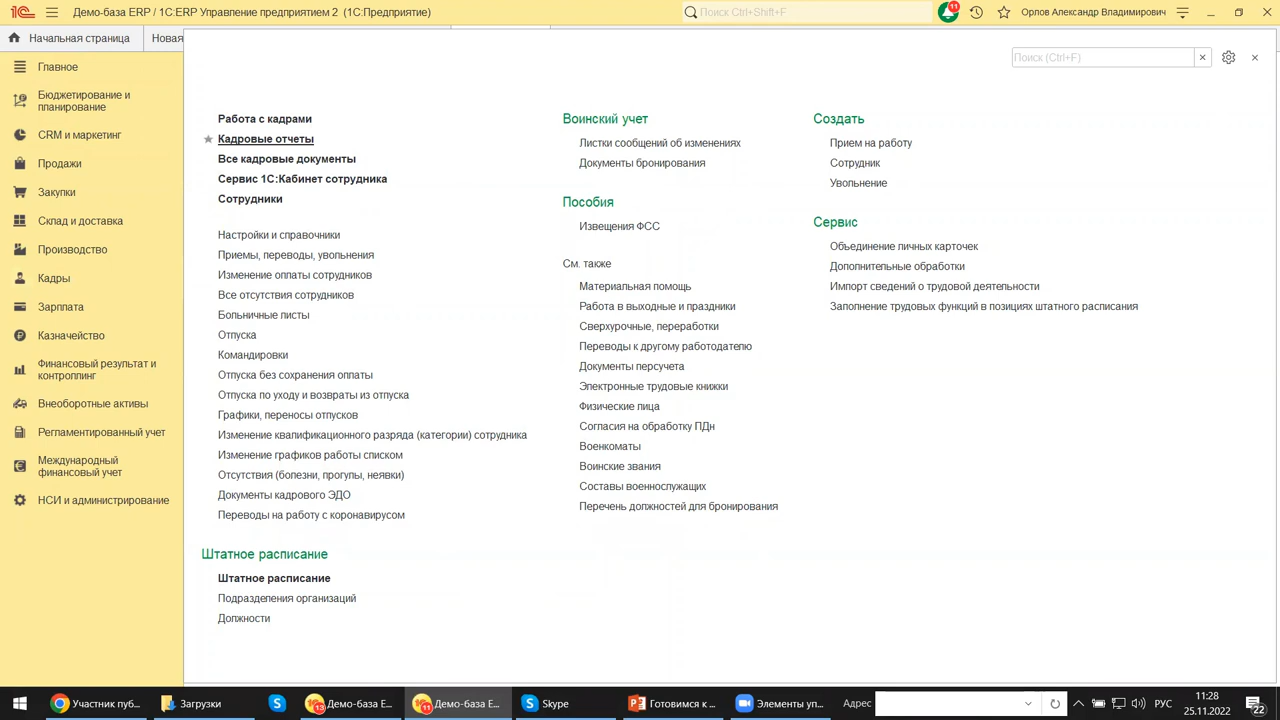 Демо-база ERP / 1С:ERP Управление предприятием 2 (1С:Предприятие)
Поиск Ctrl+Shift+F
11
Орлов Александр Владимирович
Начальная страница
Новая
Поиск (Ctrl+F)
Главное
Бюджетирование и
планирование
CRM и маркетинг
Продажи
Закупки
Склад и доставка
Производство
Кадры
Зарплата
Казначейство
Финансовый результат и
контроллинг
Внеоборотные активы
Регламентированный учет
Международный
финансовый учет
НСИ и администрирование
Работа с кадрами
Кадровые отчеты
Все кадровые документы
Сервис 1С:Кабинет сотрудника
Сотрудники
Настройки и справочники
Приемы, переводы, увольнения
Изменение оплаты сотрудников
Все отсутствия сотрудников
Больничные листы
Отпуска
Командировки
Отпуска без сохранения оплаты
Отпуска по уходу и возвраты из отпуска
Графики, переносы отпусков
Изменение квалификационного разряда (категории) сотрудника
Изменение графиков работы списком
Отсутствия (болезни, прогулы, неявки)
Документы кадрового ЭДО
Переводы на работу с коронавирусом
Штатное расписание
Штатное расписание
Подразделения организаций
Должности
Воинский учет
Листки сообщений об изменениях
Документы бронирования
Пособия
Извещения ФСС
См. также
Материальная помощь
Работа в выходные и праздники
Сверхурочные, переработки
Переводы к другому работодателю
Документы персучета
Электронные трудовые книжки
Физические лица
Согласия на обработку ПДн
Военкоматы
Воинские звания
Составы военнослужащих
Перечень должностей для бронирования
Создать
Прием на работу
Сотрудник
Увольнение
Сервис
Объединение личных карточек
Дополнительные обработки
Импорт сведений о трудовой деятельности
Заполнение трудовых функций в позициях штатного расписания
Участник пуб...
Загрузки
13
Демо-база E...
11
Демо-база E...
Skype
Готовимся к ...
Элементы уп...
Адрес
РУС
11:28
25.11.2022
22